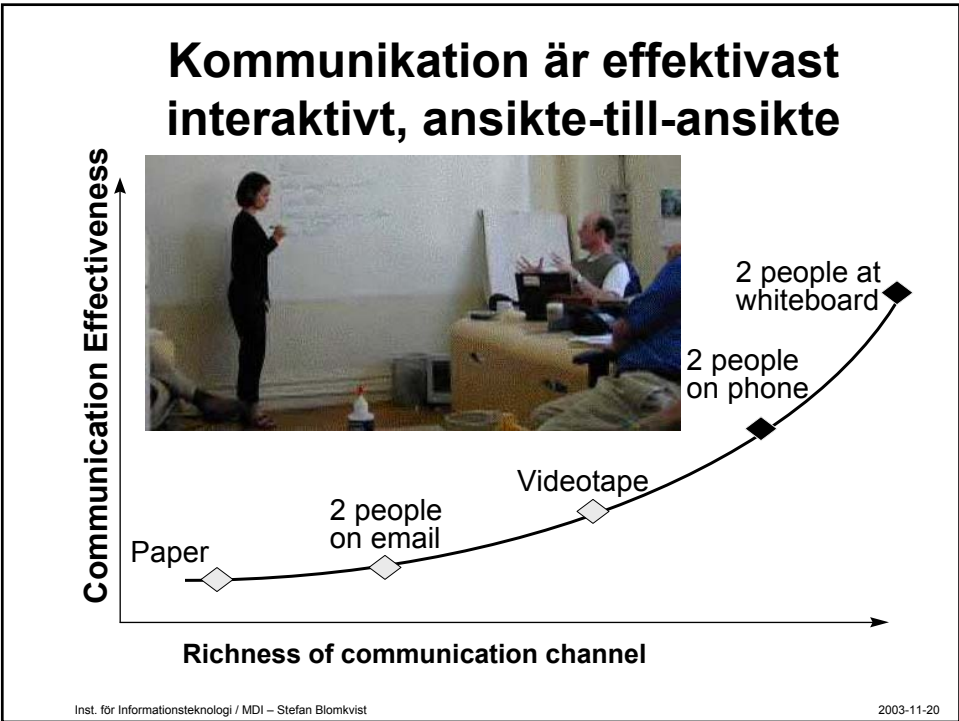 Kommunikation är effektivast
interaktivt, ansikte-till-ansikte
Communication Effectiveness
2 people at
whiteboard
2 people
on phone
Videotape
2 people
on email
Paper
Richness of communication channel
Inst. för Informationsteknologi / MDI – Stefan Blomkvist
2003-11-20